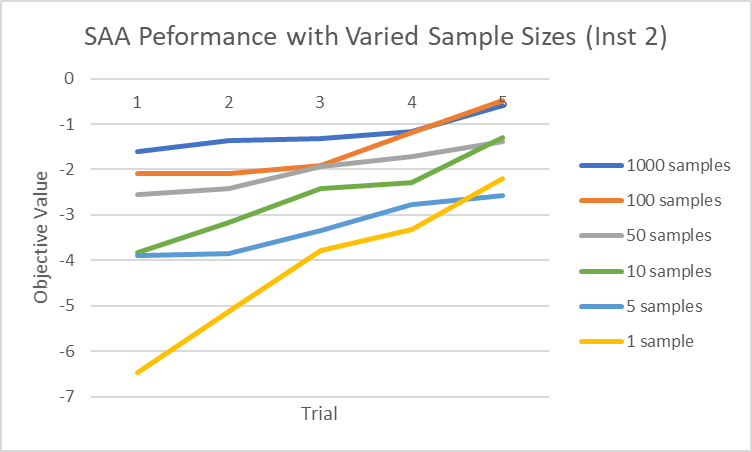 SAA Peformance with Varied Sample Sizes (Inst 2)
0
1 2 3 4 5
-1
-2
-3
-4
-5
-6
-7
Objective Value
Trial
1000 samples
100 samples
50 samples
10 samples
5 samples
1 sample